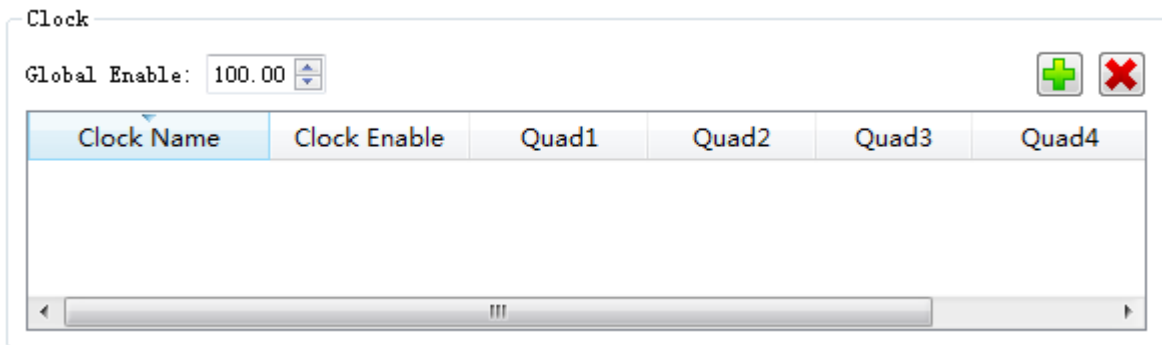 Clock
Global Enable: 100.00
Clock Name Clock Enable Quad1 Quad2 Quad3 Quad4